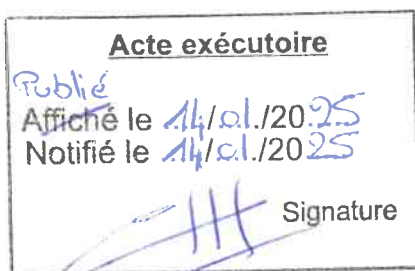 Acte exécutoire
Publié
Affiché le 14/01/2025
Notifié le 14/01/2025
Signature